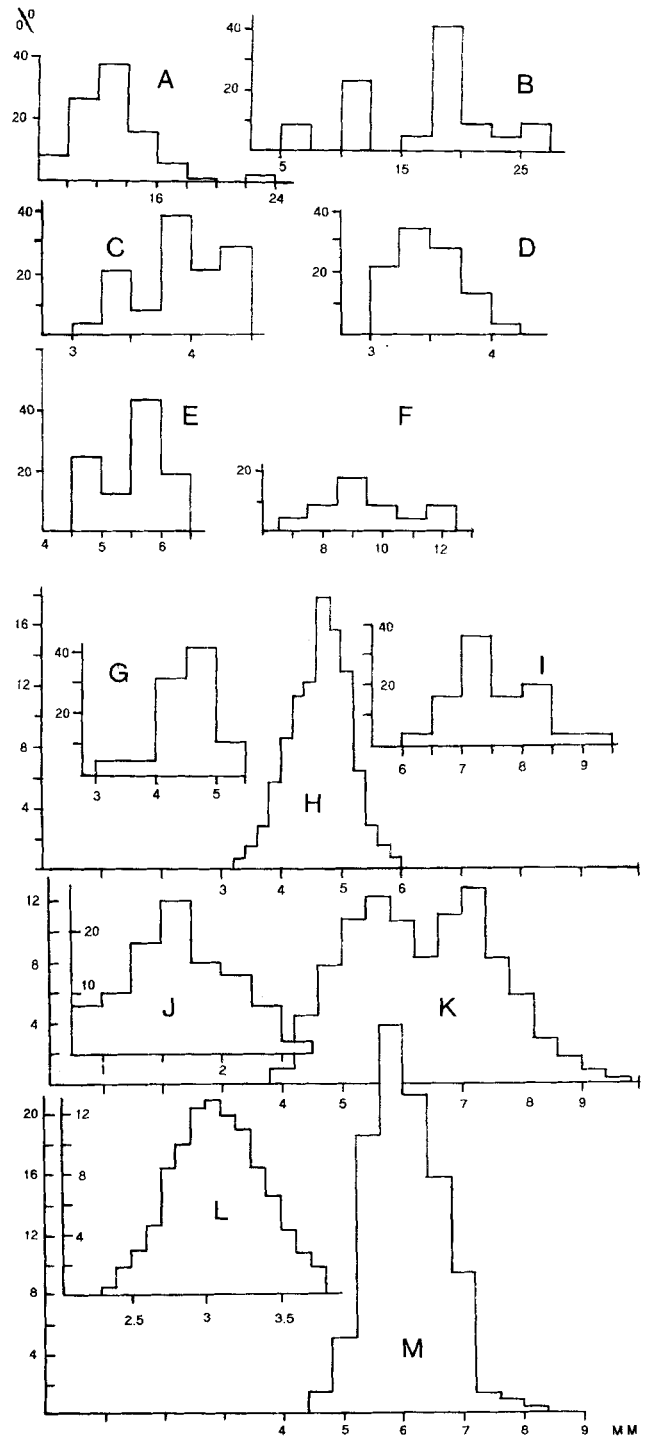 %
40 A 40 B
20 20
16 24 5 15 25
40 C 40 D
20 20
3 4 3 4
40 E F
20 20
4 5 6 8 10 12
16 40 G 40 I
12 20 20
8 3 4 5 6 7 8 9
4 H
3 4 5 6
12 20
8 10 J K
4 1 2
4 5 6 7 8 9
20 12
16 8 L
12 4
8 2.5 3 3.5
4 M
4 5 6 7 8 9 MM